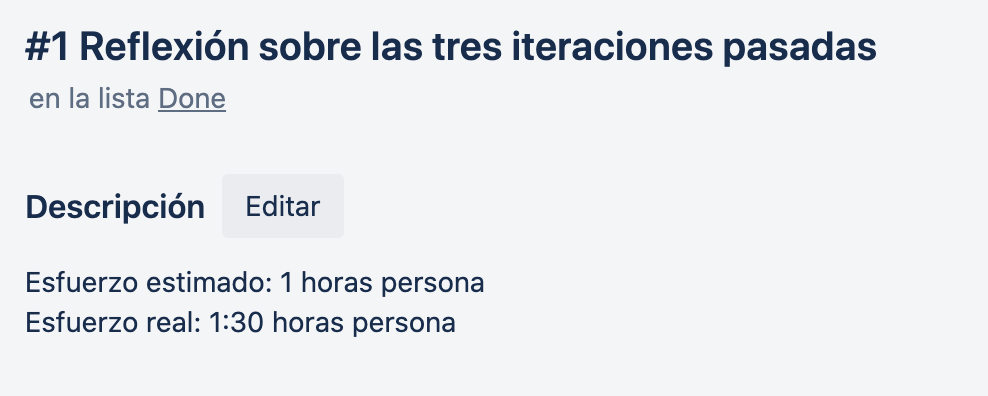 #1 Reflexión sobre las tres iteraciones pasadas
en la lista Done
Descripción Editar
Esfuerzo estimado: 1 horas persona
Esfuerzo real: 1:30 horas persona